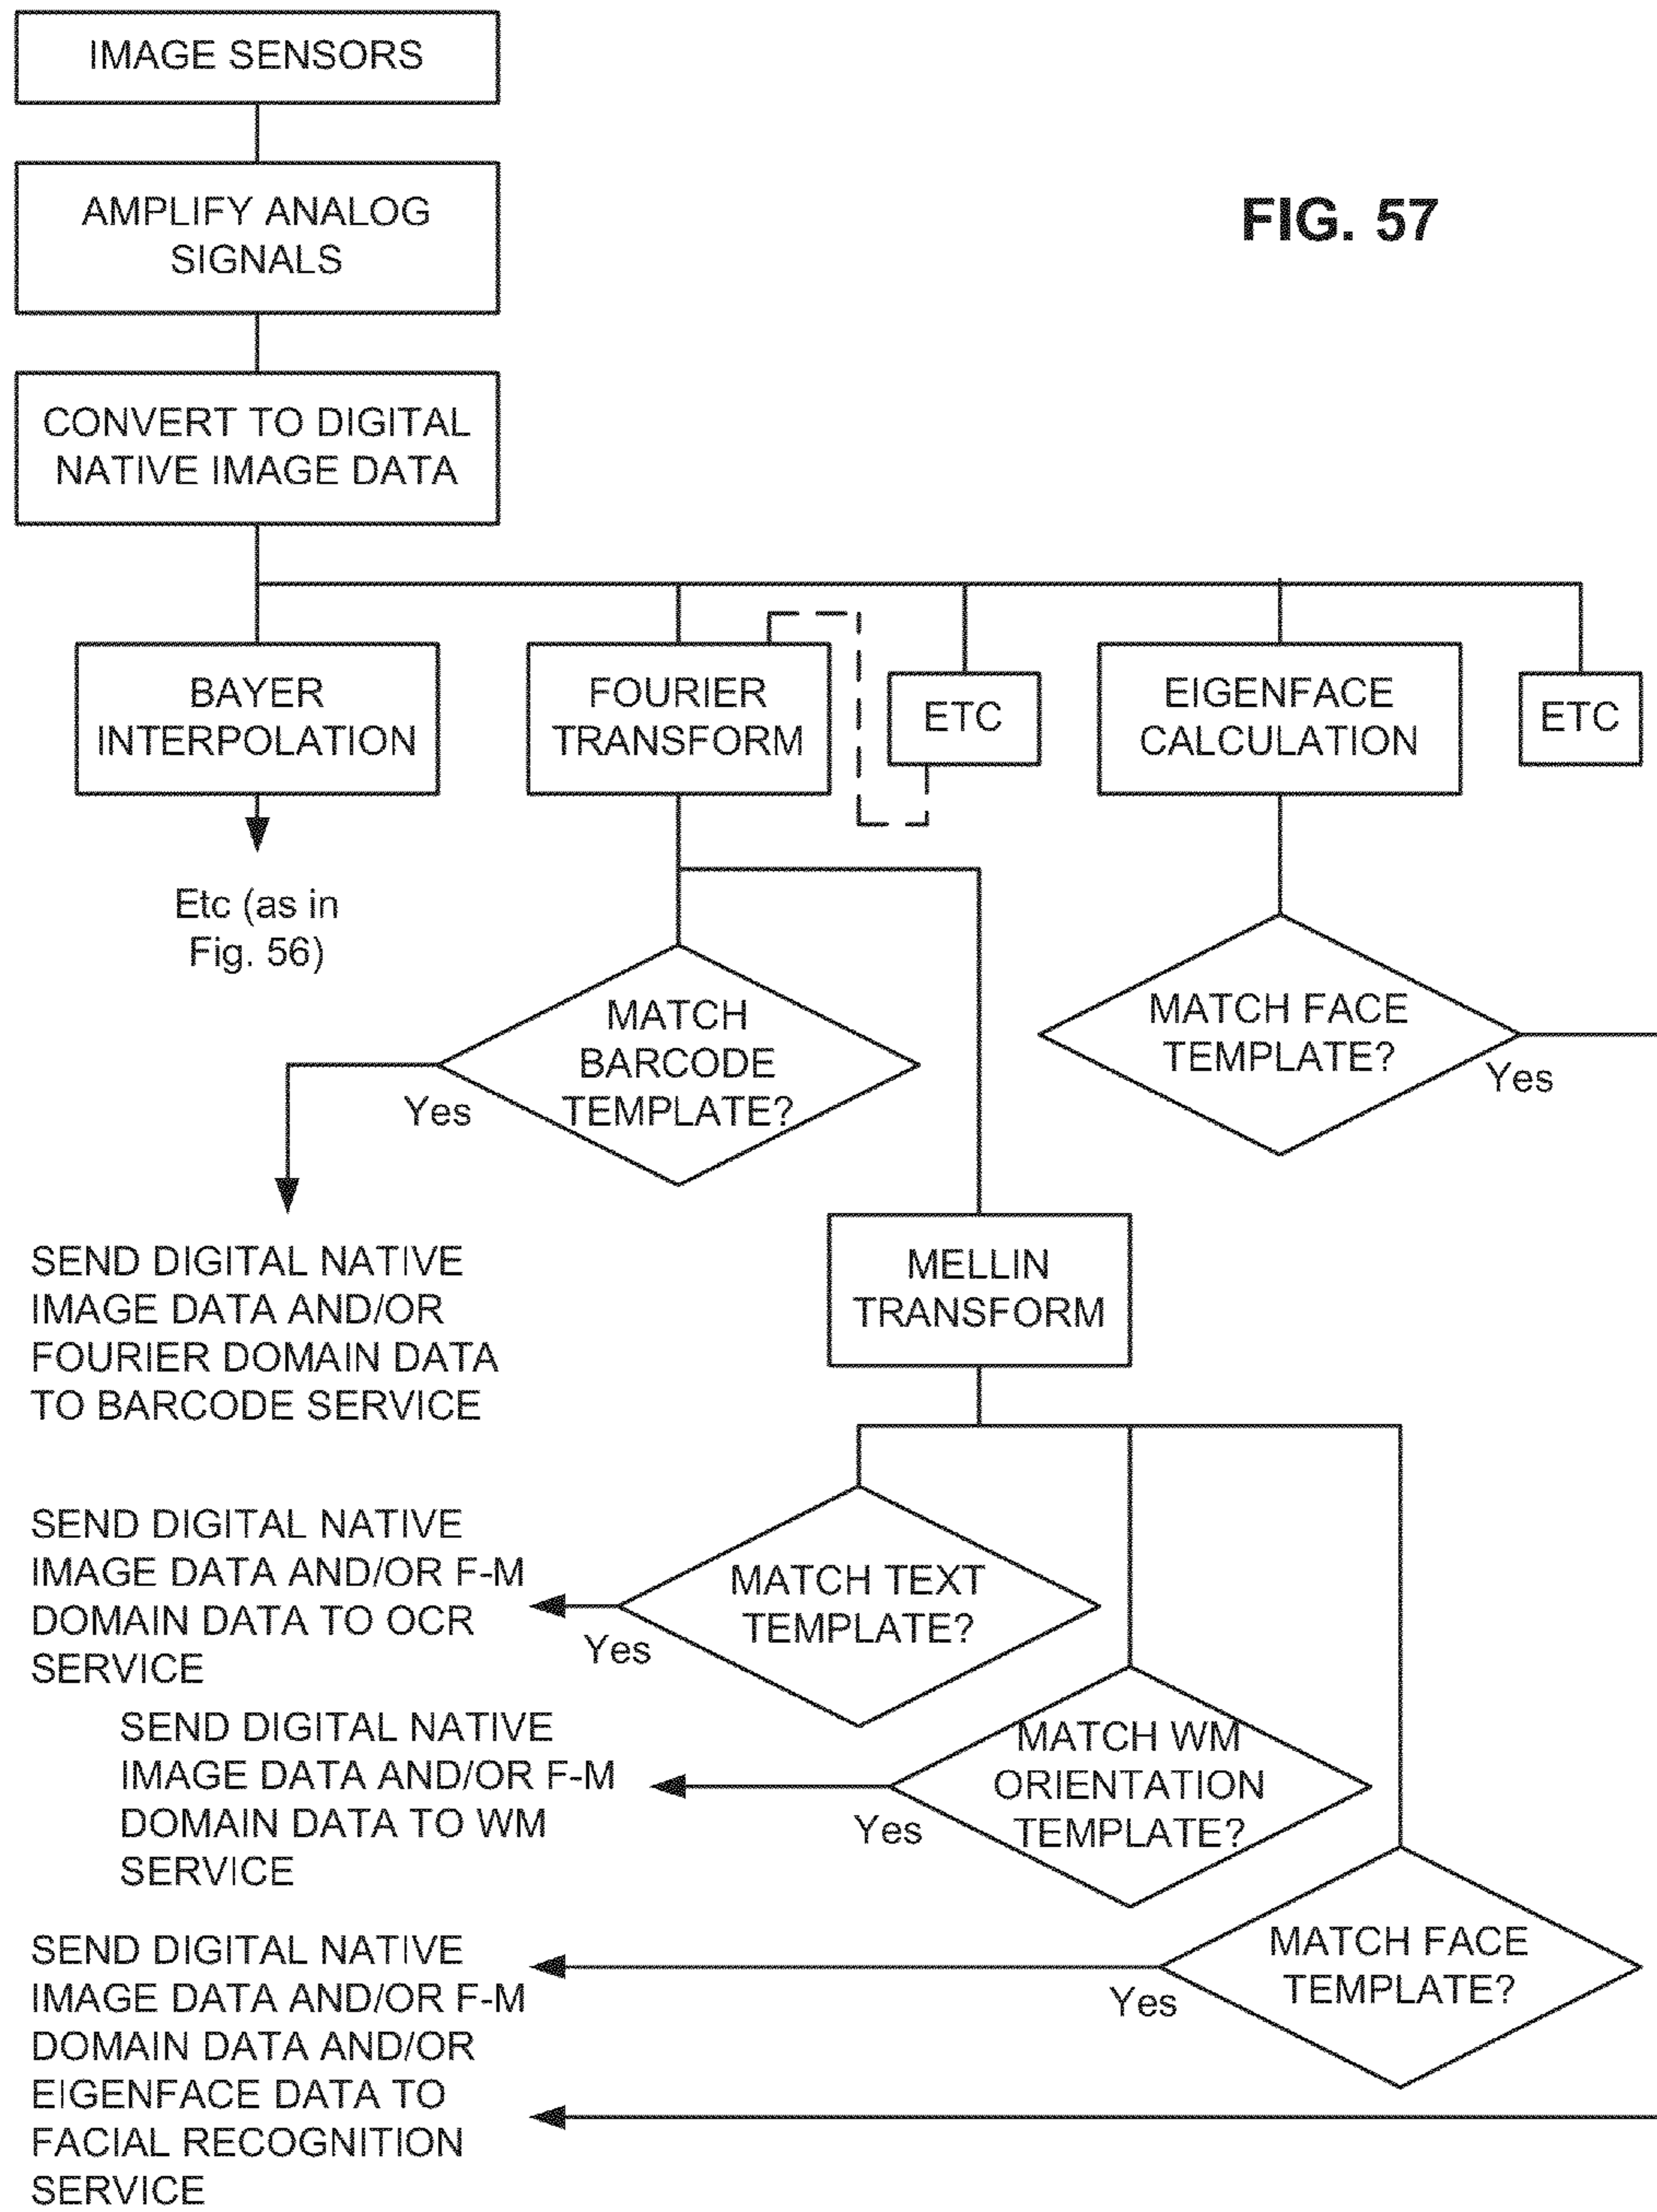 IMAGE SENSORS
AMPLIFY ANALOG
SIGNALS
FIG. 57
CONVERT TO DIGITAL
NATIVE IMAGE DATA
BAYER
INTERPOLATION
FOURIER
TRANSFORM
ETC
EIGENFACE
CALCULATION
ETC
Etc (as in
Fig. 56)
MATCH
BARCODE
TEMPLATE?
Yes
MATCH FACE
TEMPLATE?
Yes
SEND DIGITAL NATIVE
IMAGE DATA AND/OR
FOURIER DOMAIN DATA
TO BARCODE SERVICE
MELLIN
TRANSFORM
SEND DIGITAL NATIVE
IMAGE DATA AND/OR F-M
DOMAIN DATA TO OCR
SERVICE
MATCH TEXT
TEMPLATE?
Yes
SEND DIGITAL NATIVE
IMAGE DATA AND/OR F-M
DOMAIN DATA TO WM
SERVICE
MATCH WM
ORIENTATION
TEMPLATE?
Yes
SEND DIGITAL NATIVE
IMAGE DATA AND/OR F-M
DOMAIN DATA AND/OR
EIGENFACE DATA TO
FACIAL RECOGNITION
SERVICE
MATCH FACE
TEMPLATE?
Yes